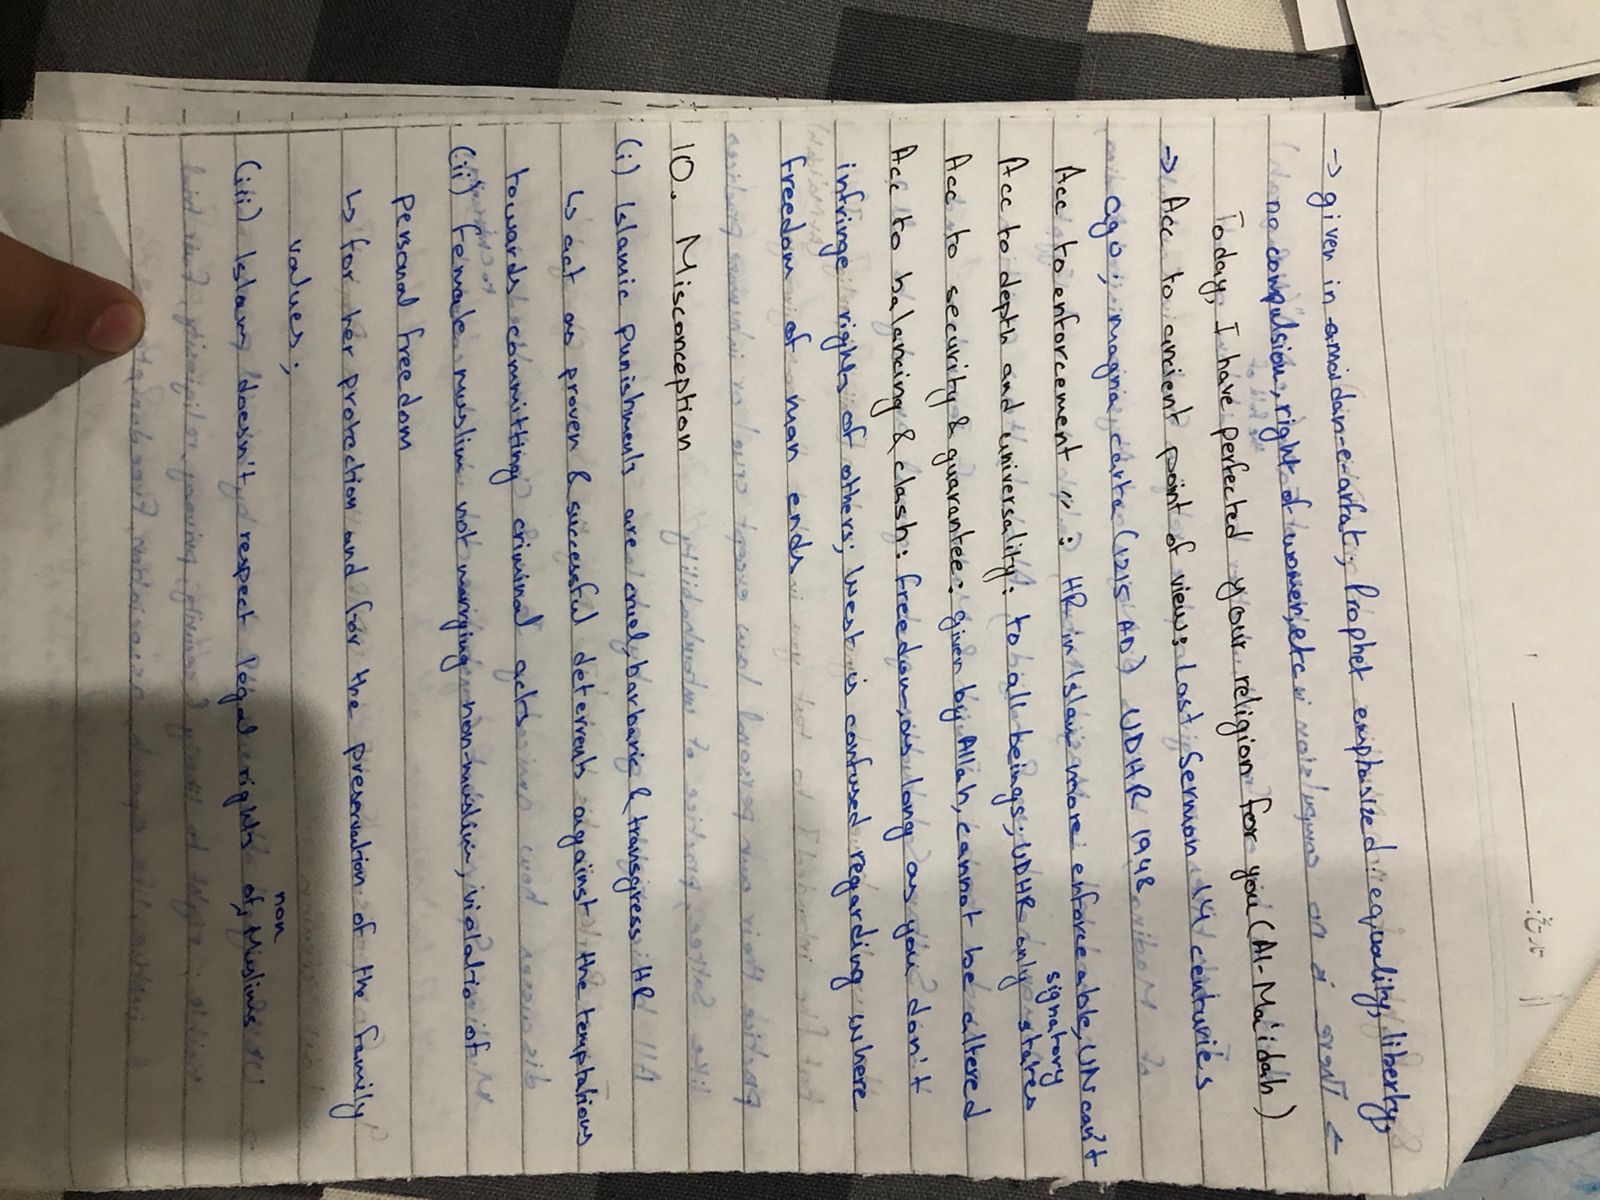 تاریخ:
-> given in amaidan-e-arfat; Prophet emphasized: equality, liberty,
no compulsion, right of women, etc
Today, I have perfected your religion for you (Al-Maidah)
-> Acc to ancient point of view: Last Sermon 14 centuries
ago; magnia carta (1215 AD) UDHR 1948
Acc to enforcement: HR in Islam more enforceable, UN can't
Acc to depth and universality: to all beings, UDHR only signatory states
Acc to security & guarantee: given by Allah, cannot be altered
Acc to balancing & clash: freedom, as long as you don't
infringe rights of others; West is confused regarding where
freedom of man ends.
10. Misconception
(i) Islamic punishments are cruel, barbaric & transgress HR
↳ act as proven & successful deterrents against the temptations
towards committing criminal acts
(ii) female muslim not marrying non-muslim, violation of
personal freedom
↳ for her protection and for the preservation of the family
values;
(iii) Islam doesn't respect legal rights of non Muslims